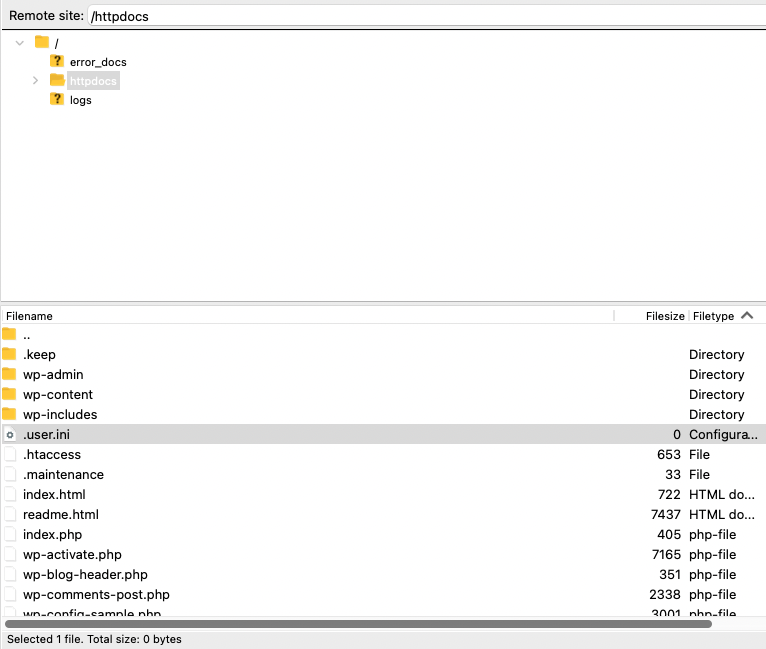 Remote site: /httpdocs
/
error_docs
httpdocs
logs
Filename Filesize Filetype
..
.keep Directory
wp-admin Directory
wp-content Directory
wp-includes Directory
.user.ini 0 Configura...
.htaccess 653 File
.maintenance 33 File
index.html 722 HTML do...
readme.html 7437 HTML do...
index.php 405 php-file
wp-activate.php 7165 php-file
wp-blog-header.php 351 php-file
wp-comments-post.php 2338 php-file
wp-config-sample.php 3001 php-file
Selected 1 file. Total size: 0 bytes